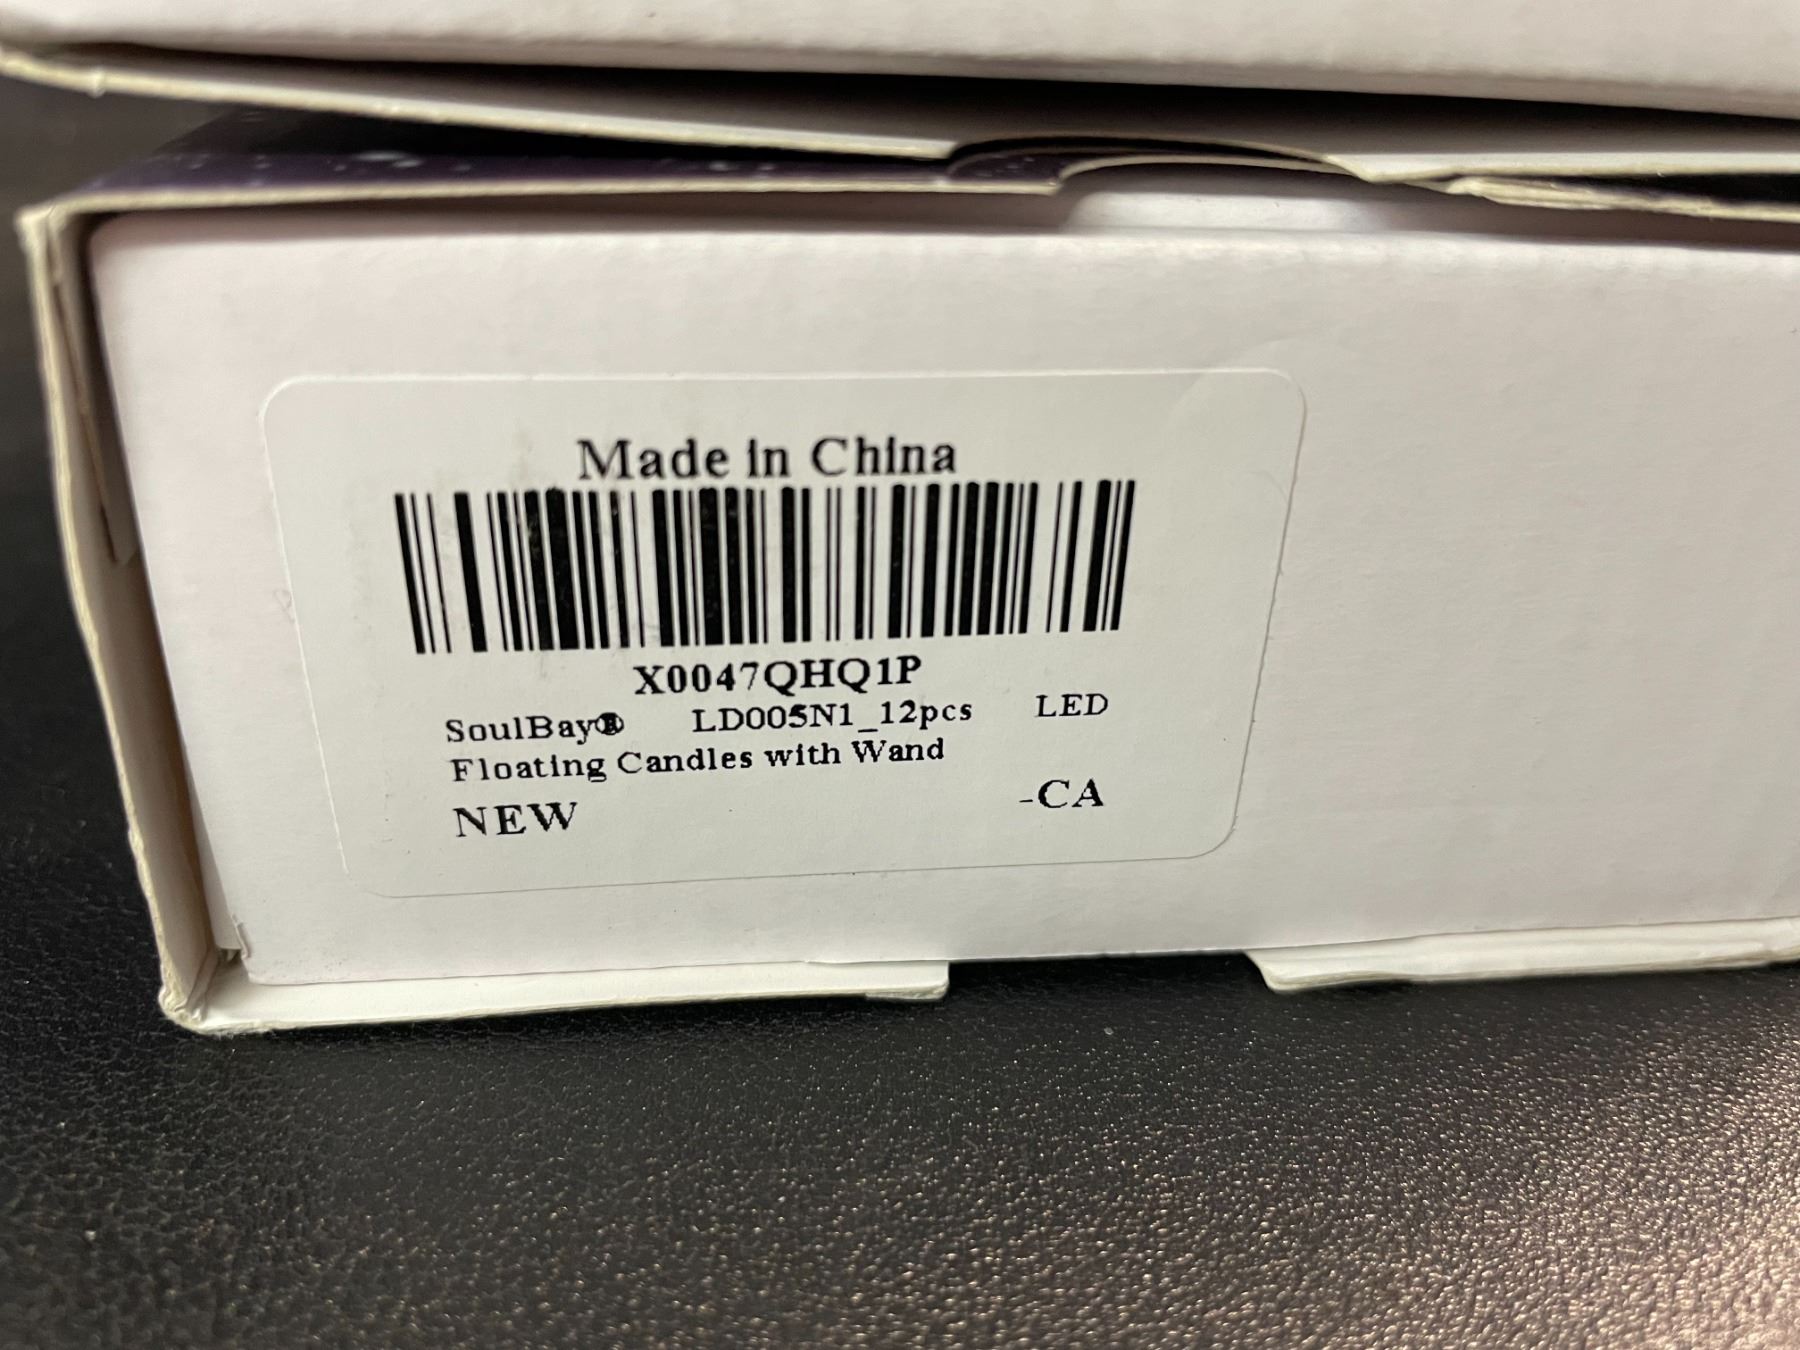 Made in China
X0047QHQ1P
SoulBay® LD005N1_12pcs LED
Floating Candles with Wand
NEW -CA